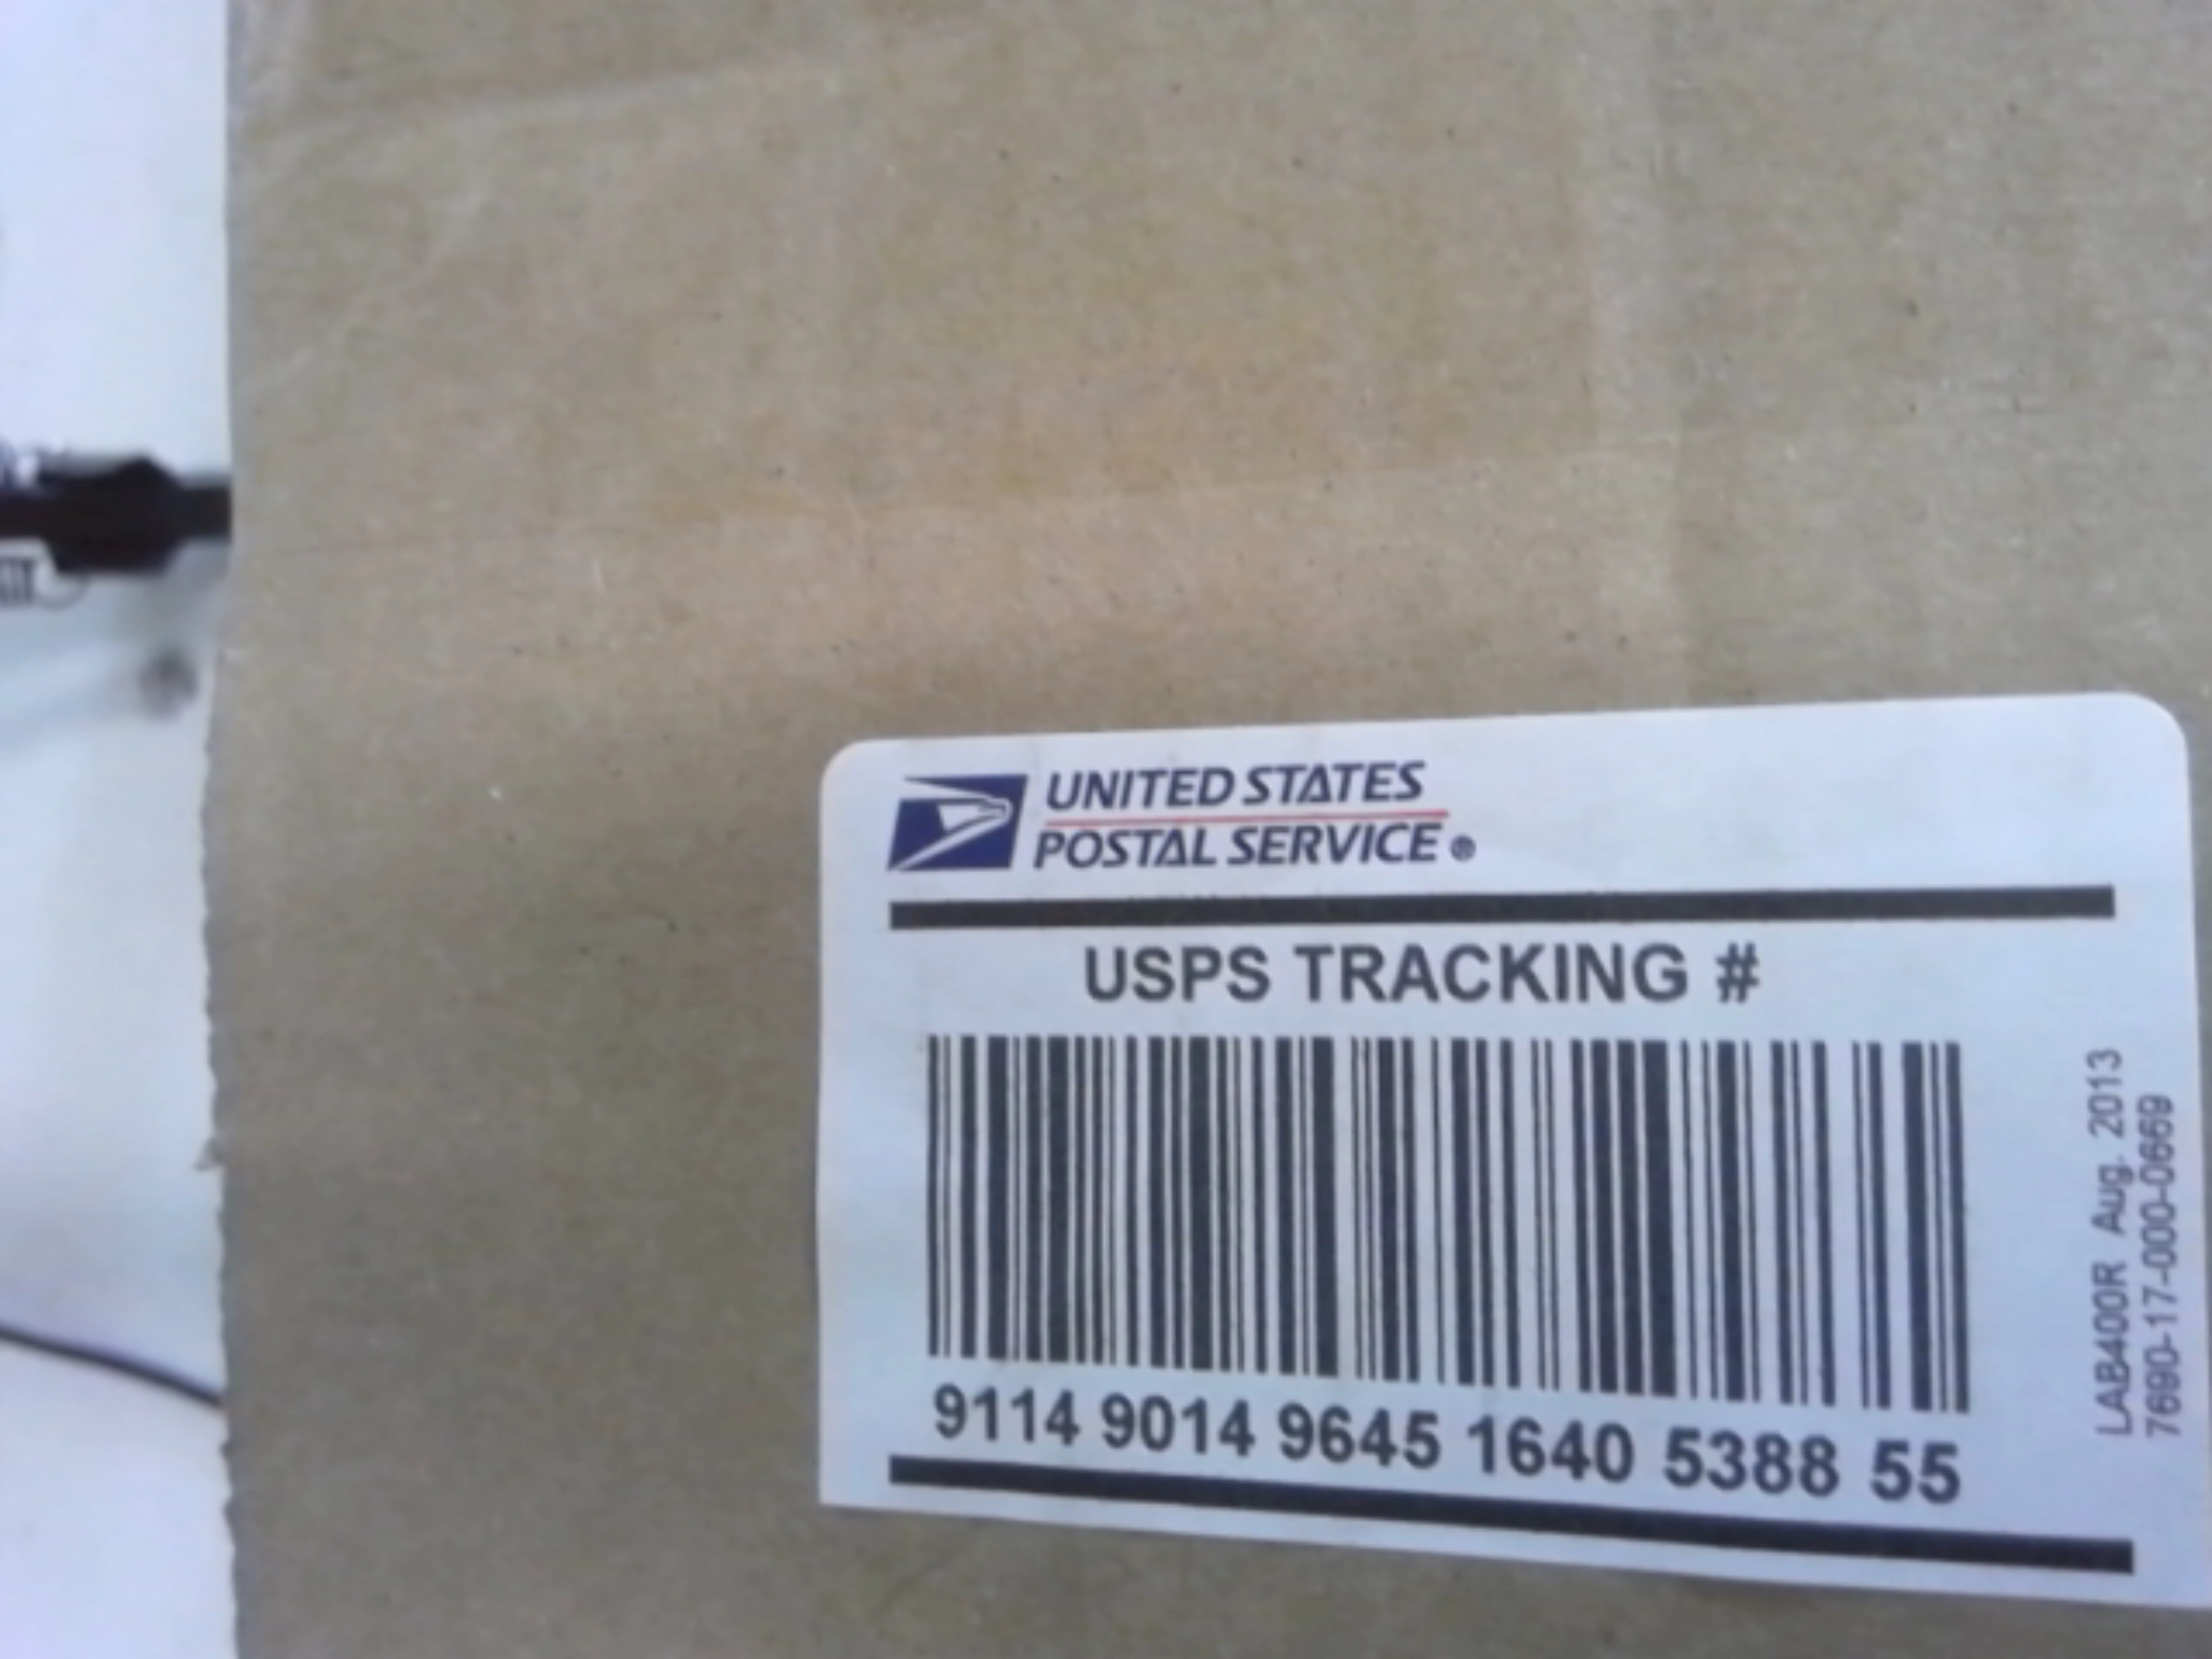 UNITED STATES
POSTAL SERVICE®
USPS TRACKING #
9114 9014 9645 1640 5388 55
LAB400R Aug. 2013
7690-17-000-0669